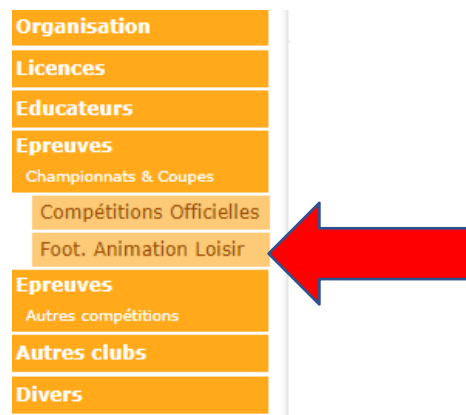 Organisation
Licences
Educateurs
Epreuves
Championnats & Coupes
Compétitions Officielles
Foot. Animation Loisir
Epreuves
Autres compétitions
Autres clubs
Divers